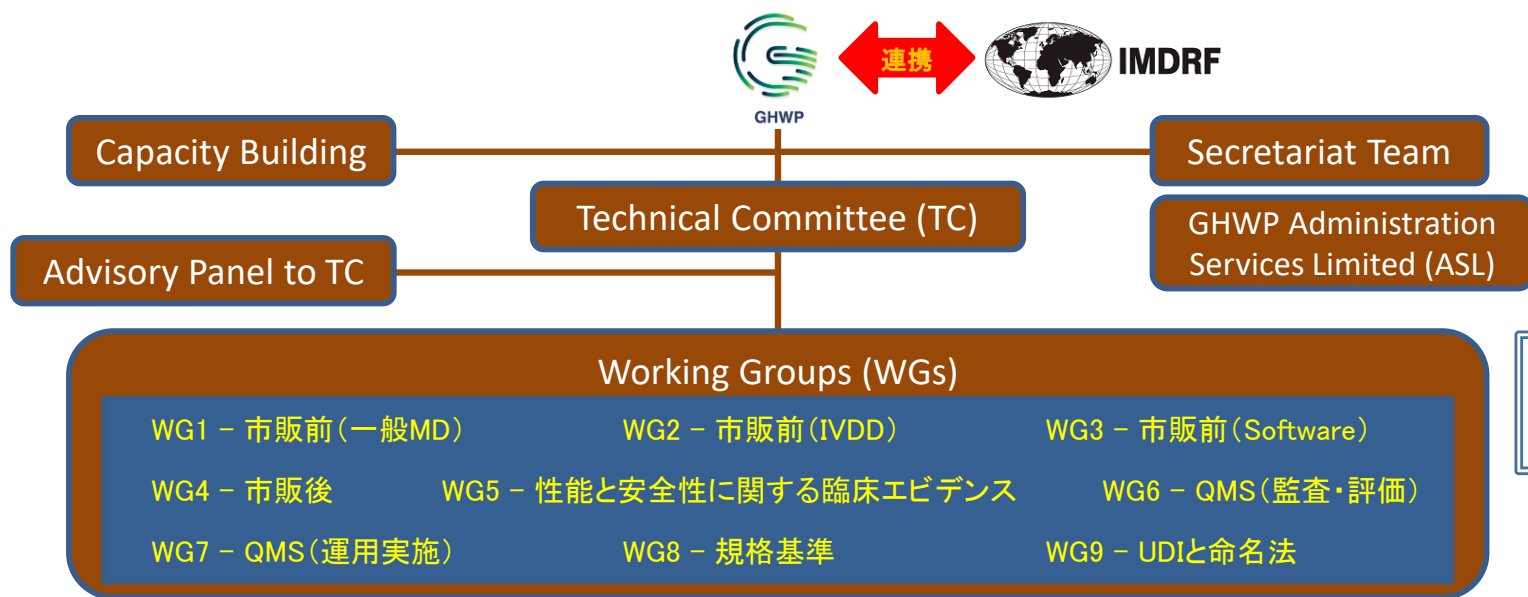 連携
IMDRF
GHWP
Capacity Building
Secretariat Team
Technical Committee (TC)
GHWP Administration
Services Limited (ASL)
Advisory Panel to TC
Working Groups (WGs)
WG1 – 市販前(一般MD)
WG2 – 市販前(IVDD)
WG3 – 市販前(Software)
WG4 – 市販後
WG5 – 性能と安全性に関する臨床エビデンス
WG6 – QMS(監査・評価)
WG7 – QMS(運用実施)
WG8 – 規格基準
WG9 – UDIと命名法